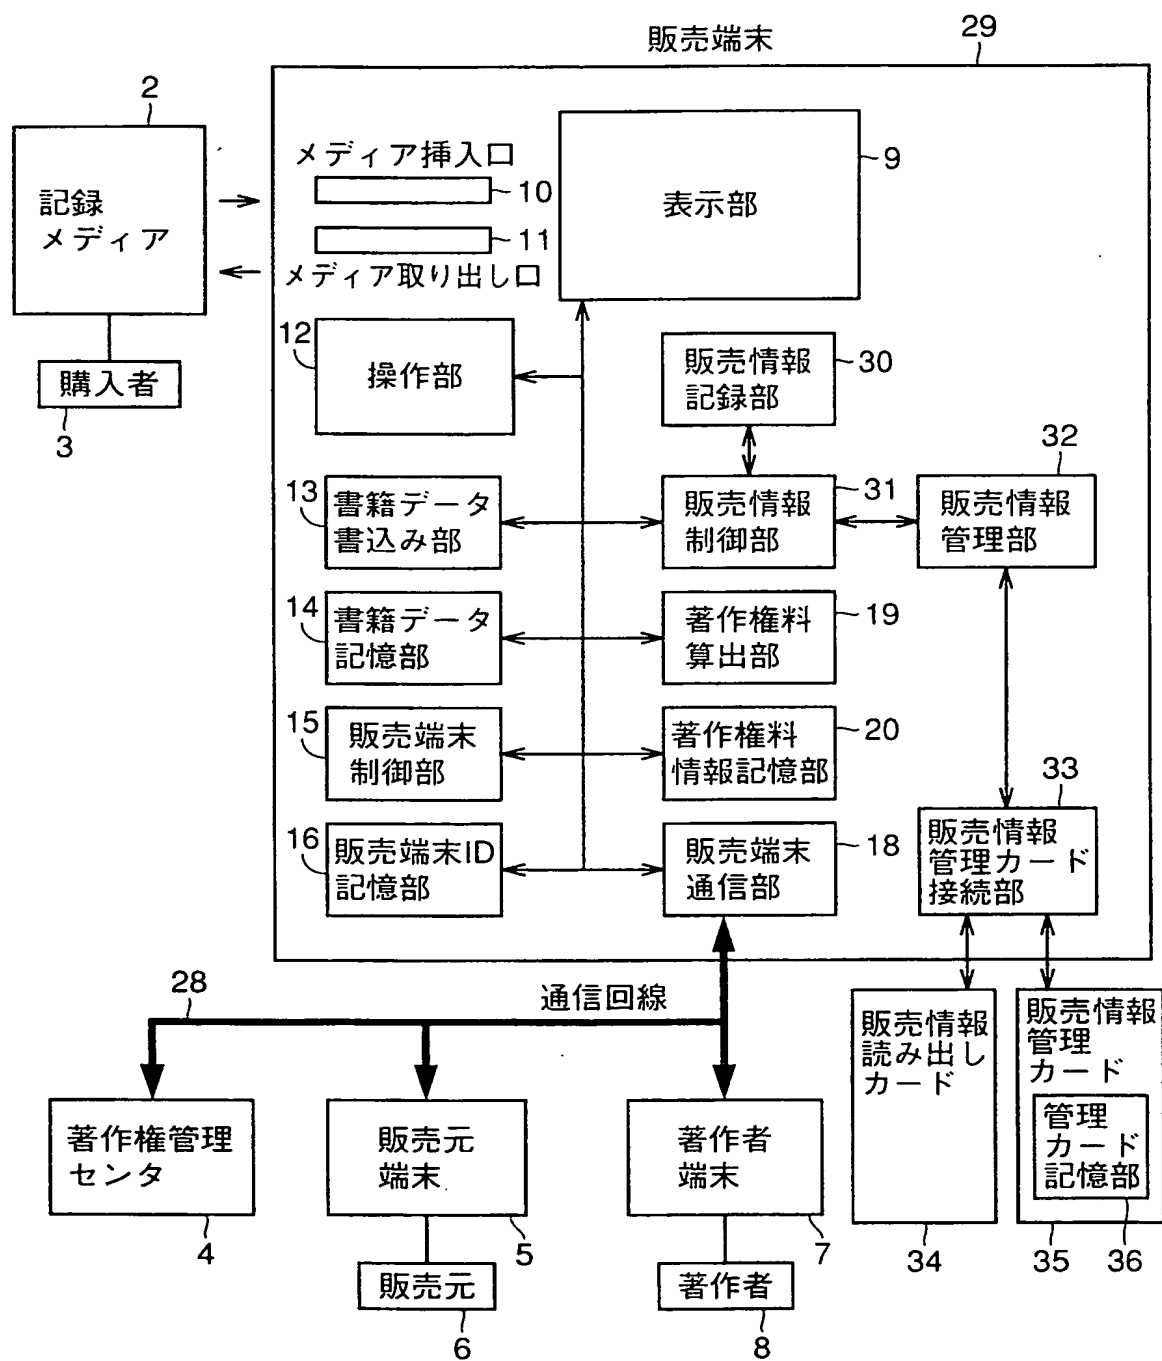 販売端末
29
2
記録
メディア
購入者
3
メディア挿入口
10
11
メディア取り出し口
表示部
9
12
操作部
販売情報
記録部
30
13
書籍データ
書込み部
販売情報
制御部
31
32
販売情報
管理部
14
書籍データ
記憶部
著作権料
算出部
19
15
販売端末
制御部
著作権料
情報記憶部
20
16
販売端末ID
記憶部
販売端末
通信部
18
33
販売情報
管理カード
接続部
28
通信回線
著作権管理
センタ
4
販売元
端末
5
販売元
6
著作者
端末
7
著作者
8
販売情報
読み出し
カード
34
販売情報
管理
カード
管理
カード
記憶部
35
36